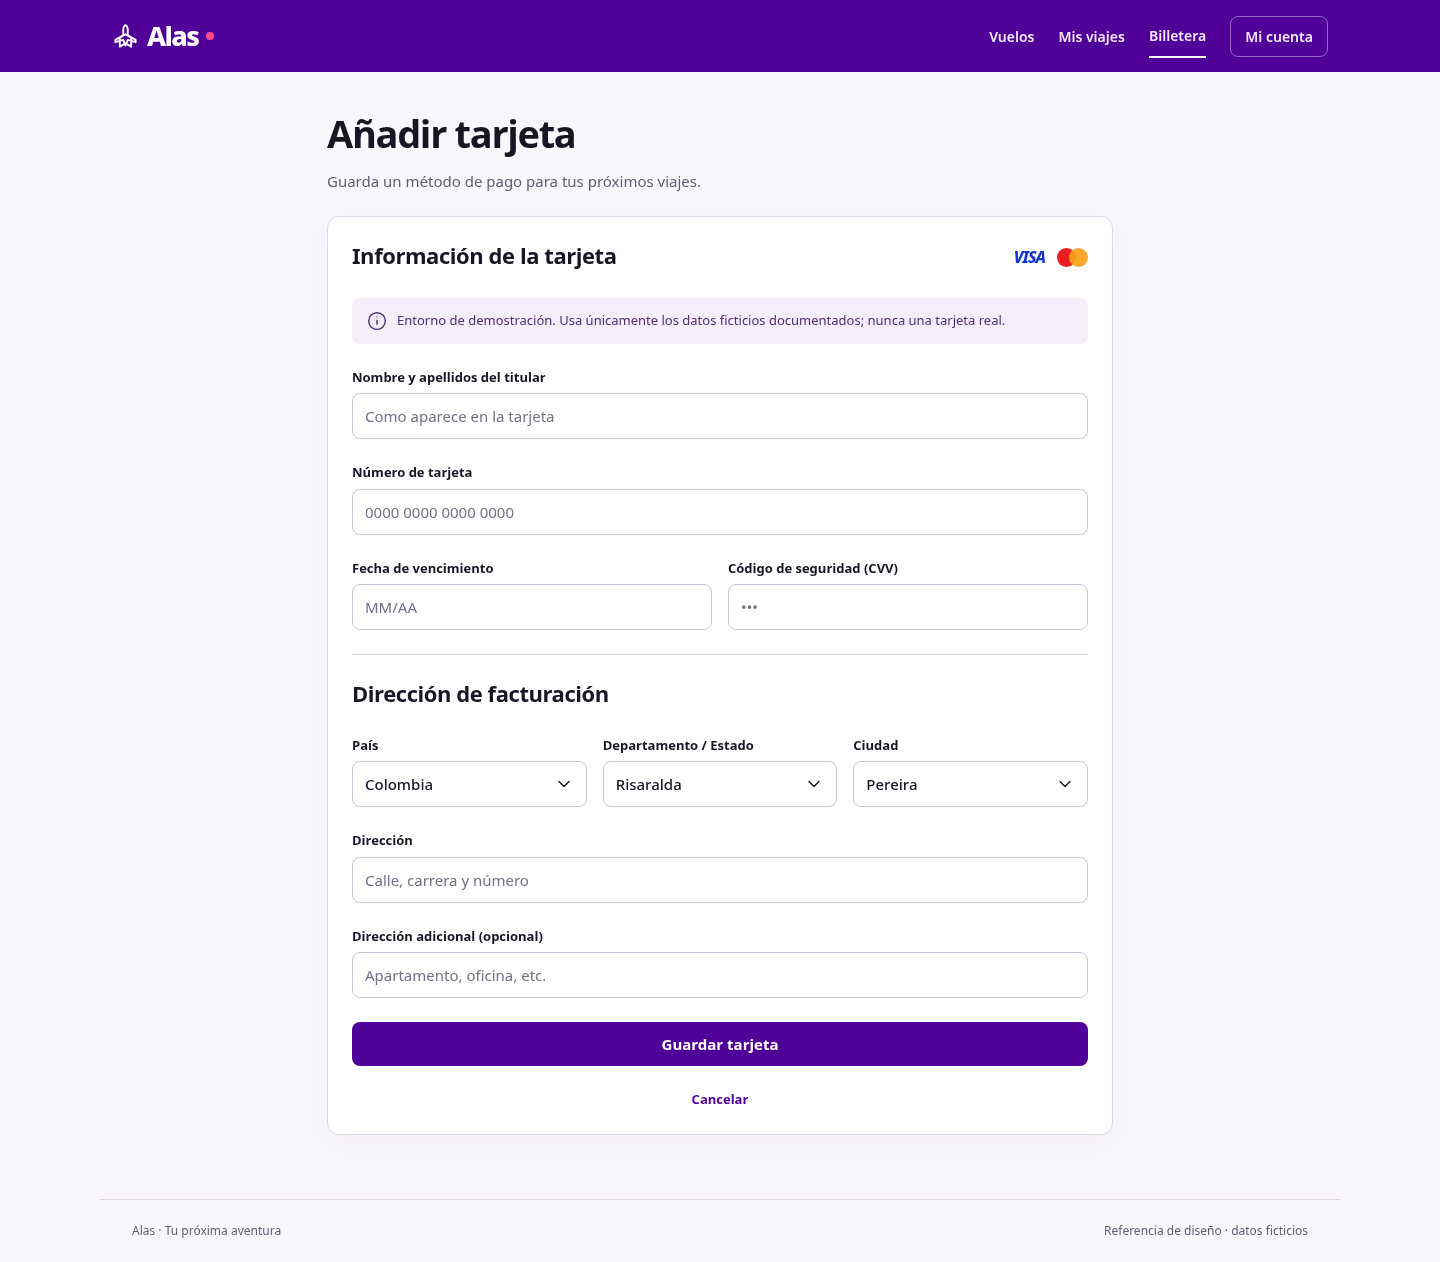 Alas
Vuelos
Mis viajes
Billetera
Mi cuenta
Añadir tarjeta
Guarda un método de pago para tus próximos viajes.
Información de la tarjeta
VISA
Entorno de demostración. Usa únicamente los datos ficticios documentados; nunca una tarjeta real.
Nombre y apellidos del titular
Como aparece en la tarjeta
Número de tarjeta
0000 0000 0000 0000
Fecha de vencimiento
Código de seguridad (CVV)
MM/AA
•••
Dirección de facturación
País
Departamento / Estado
Ciudad
Colombia
Risaralda
Pereira
Dirección
Calle, carrera y número
Dirección adicional (opcional)
Apartamento, oficina, etc.
Guardar tarjeta
Cancelar
Alas · Tu próxima aventura
Referencia de diseño · datos ficticios